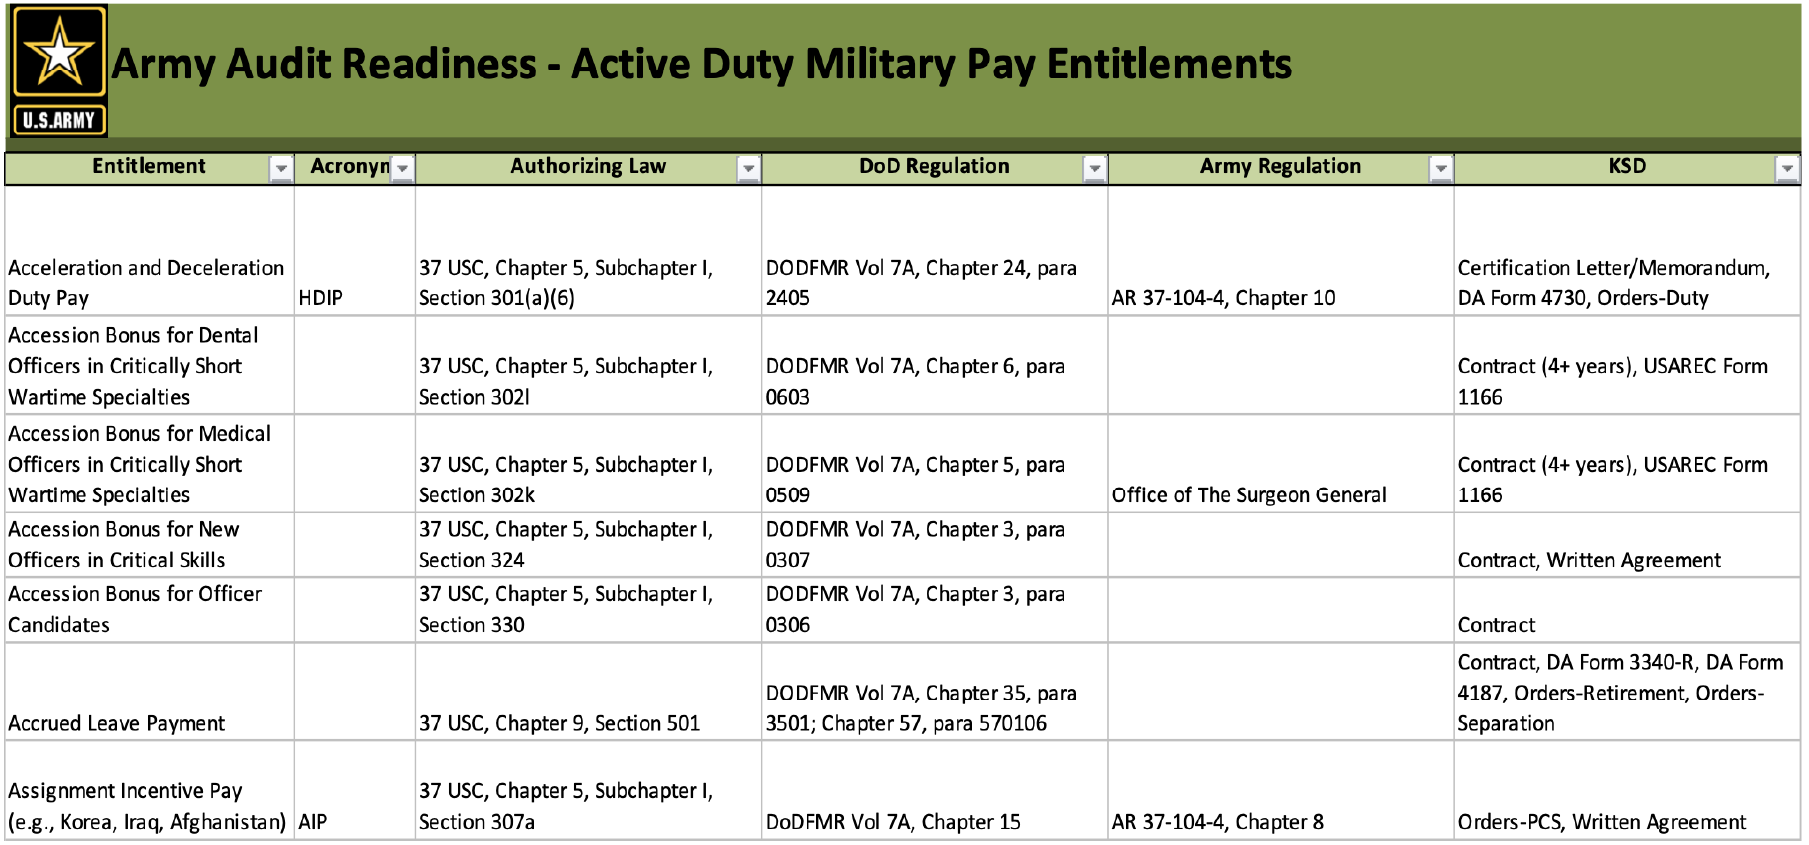 Army Audit Readiness - Active Duty Military Pay Entitlements
U.S.ARMY
Entitlement Acronyn Authorizing Law DoD Regulation Army Regulation KSD
Acceleration and Deceleration
Duty Pay
HDIP
37 USC, Chapter 5, Subchapter I,
Section 301(a)(6)
DODFMR Vol 7A, Chapter 24, para
2405
AR 37-104-4, Chapter 10
Certification Letter/Memorandum,
DA Form 4730, Orders-Duty
Accession Bonus for Dental
Officers in Critically Short
Wartime Specialties
37 USC, Chapter 5, Subchapter I,
Section 302l
DODFMR Vol 7A, Chapter 6, para
0603
Contract (4+ years), USAREC Form
1166
Accession Bonus for Medical
Officers in Critically Short
Wartime Specialties
37 USC, Chapter 5, Subchapter I,
Section 302k
DODFMR Vol 7A, Chapter 5, para
0509
Office of The Surgeon General
Contract (4+ years), USAREC Form
1166
Accession Bonus for New
Officers in Critical Skills
37 USC, Chapter 5, Subchapter I,
Section 324
DODFMR Vol 7A, Chapter 3, para
0307
Contract, Written Agreement
Accession Bonus for Officer
Candidates
37 USC, Chapter 5, Subchapter I,
Section 330
DODFMR Vol 7A, Chapter 3, para
0306
Contract
Accrued Leave Payment
37 USC, Chapter 9, Section 501
DODFMR Vol 7A, Chapter 35, para
3501; Chapter 57, para 570106
Contract, DA Form 3340-R, DA Form
4187, Orders-Retirement, Orders-
Separation
Assignment Incentive Pay
(e.g., Korea, Iraq, Afghanistan)
AIP
37 USC, Chapter 5, Subchapter I,
Section 307a
DoDFMR Vol 7A, Chapter 15
AR 37-104-4, Chapter 8
Orders-PCS, Written Agreement